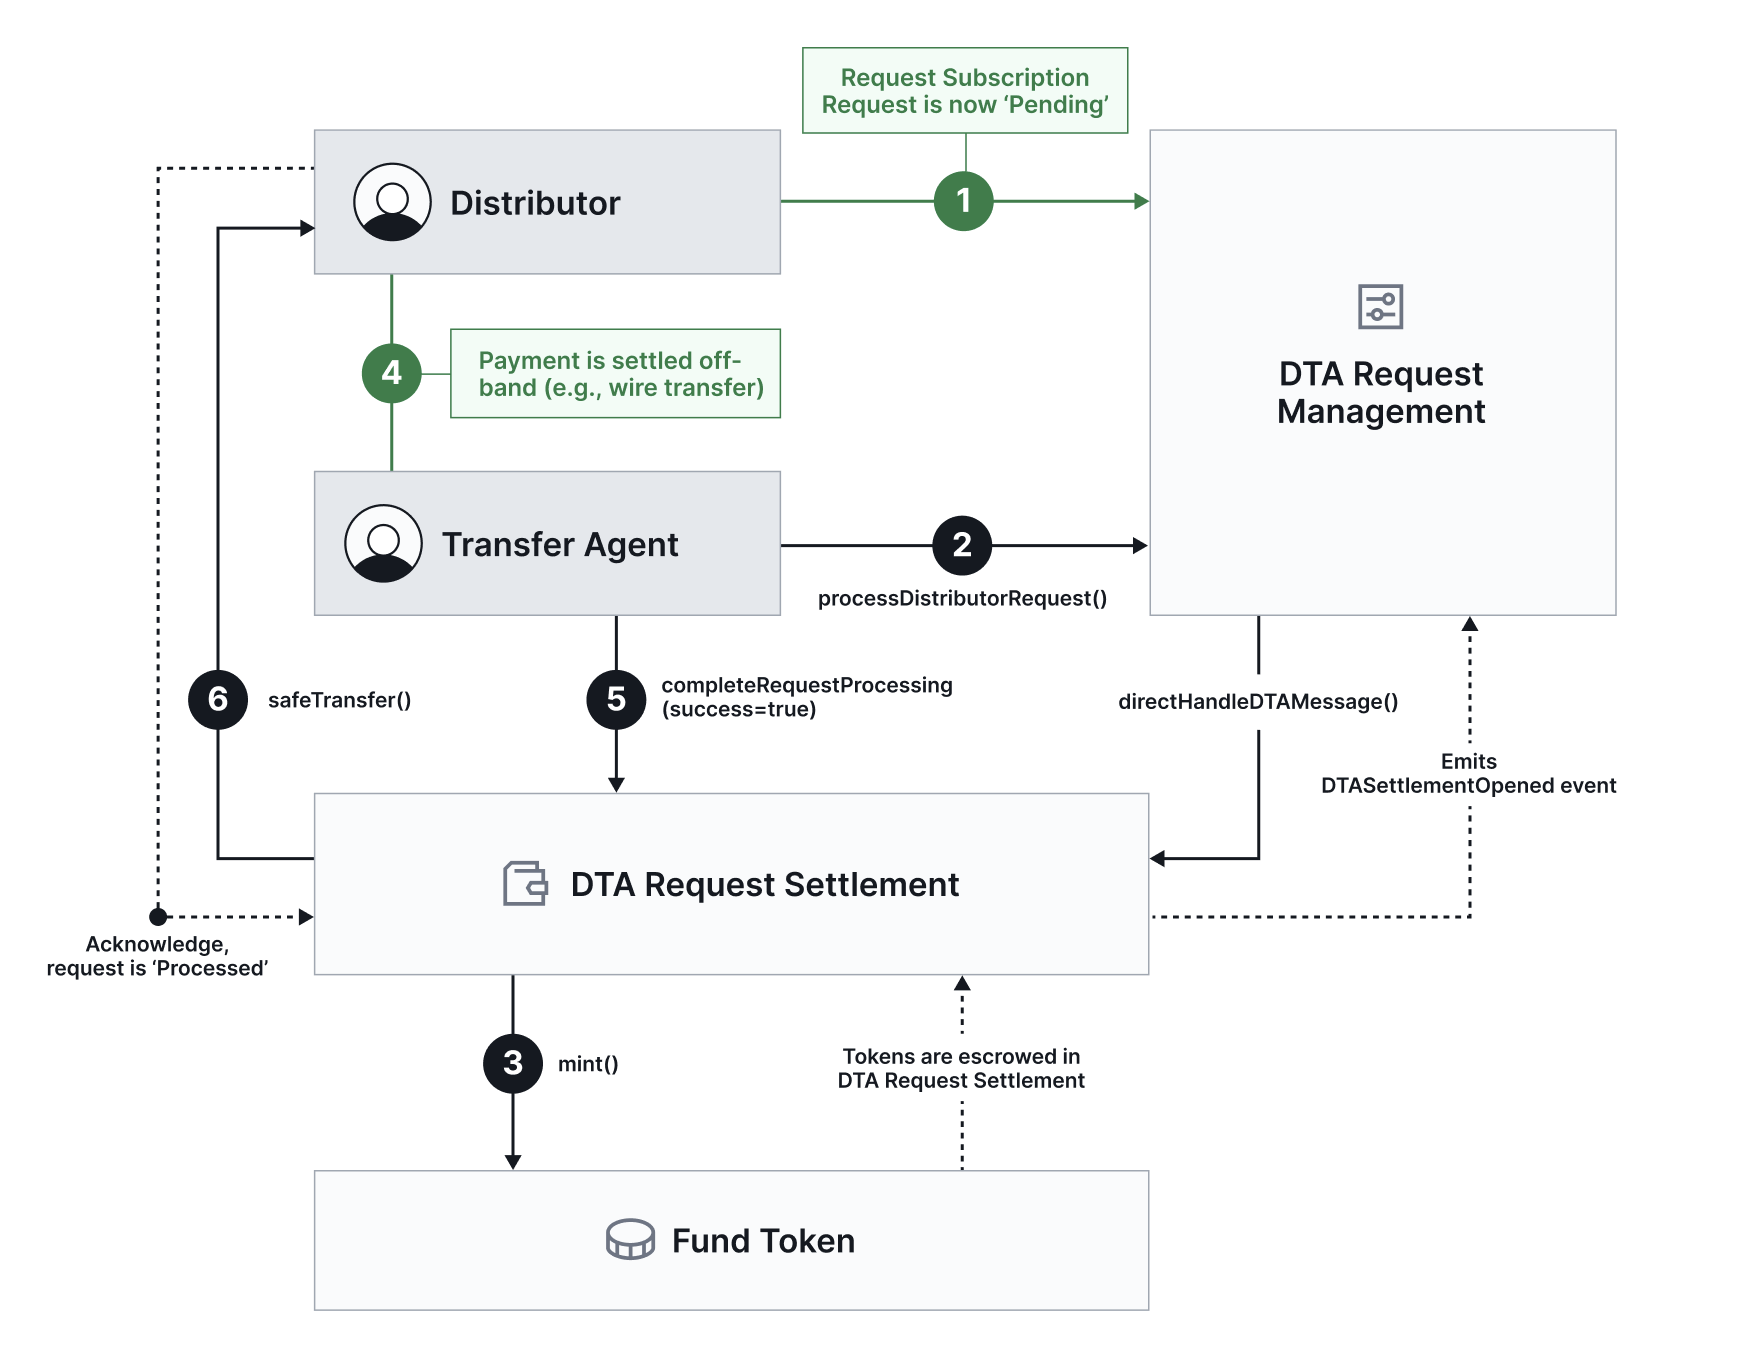 Request Subscription
Request is now ‘Pending’
Distributor
1
4
Payment is settled off-
band (e.g., wire transfer)
DTA Request
Management
Transfer Agent
2
processDistributorRequest()
6
safeTransfer()
5
completeRequestProcessing
(success=true)
directHandleDTAMessage()
Emits
DTASettlementOpened event
DTA Request Settlement
Acknowledge,
request is ‘Processed’
3
mint()
Tokens are escrowed in
DTA Request Settlement
Fund Token